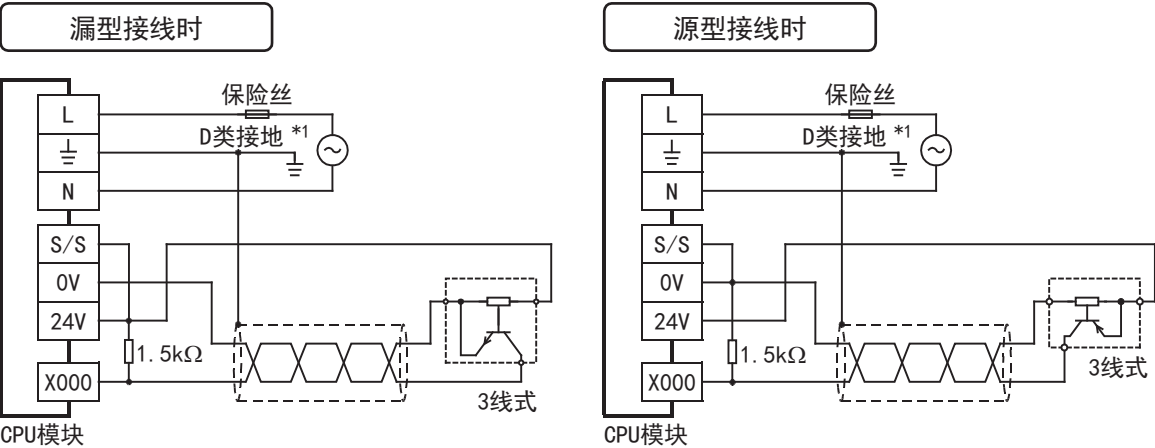 漏型接线时
L
N
S/S
0V
24V
X000
保险丝
D类接地 *1
1.5kΩ
3线式
CPU模块
源型接线时
L
N
S/S
0V
24V
X000
保险丝
D类接地 *1
1.5kΩ
3线式
CPU模块